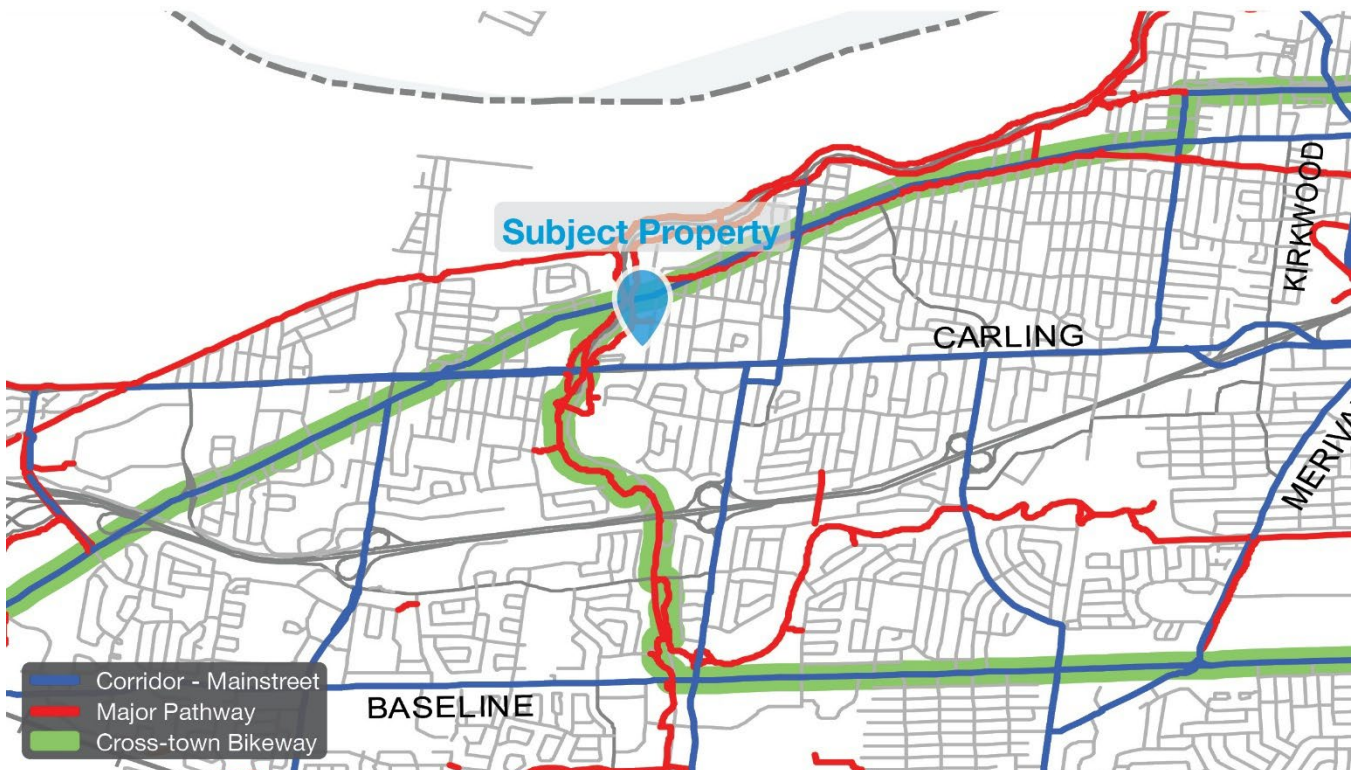 Subject Property
KIRKWOOD
CARLING
Corridor - Mainstreet
Major Pathway
Cross-town Bikeway
BASELINE